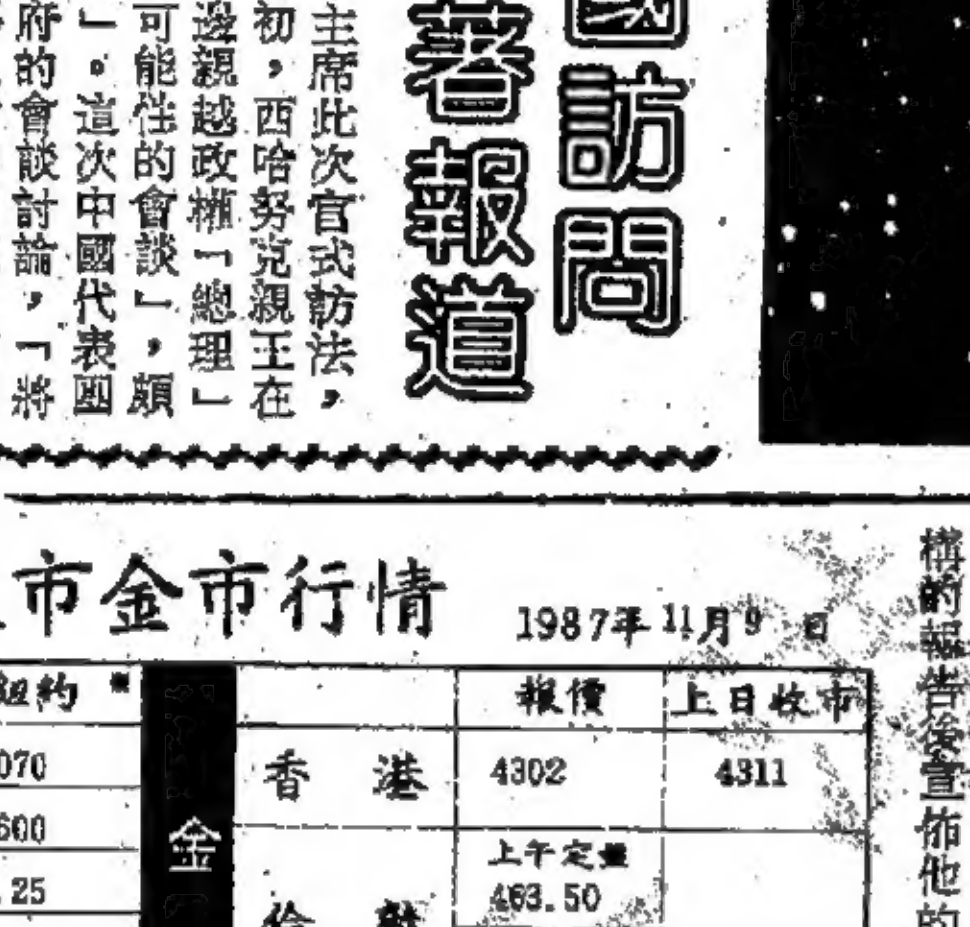 國訪問
著報道
主席此次官式訪法，
初，西哈努克親王在
邊親越政權「總理」
可能性的會談」，頗
」。這次中國代表團
府的會談討論，「將
市金市行情
1987年11月9日
紐約
070
600
.25
金
報價
上日收市
香港
4302
4311
上午定盤
463.50
構的報告後宣佈他的